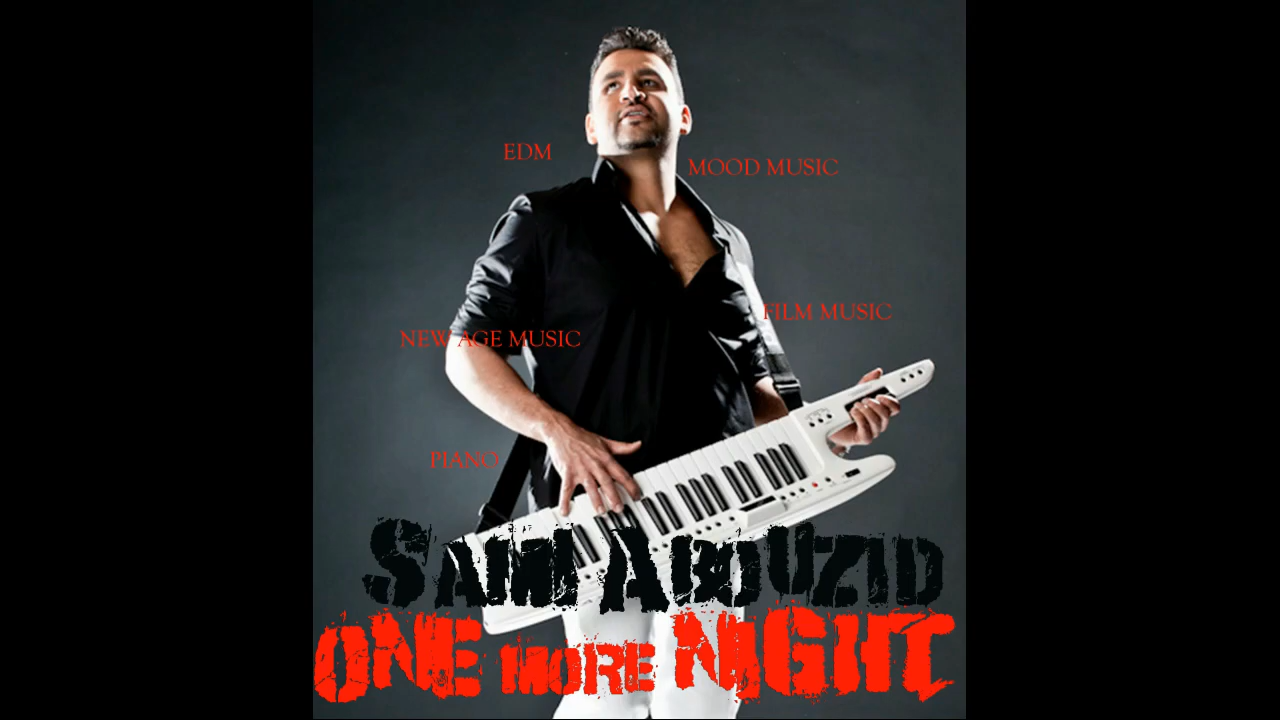 EDM
MOOD MUSIC
FILM MUSIC
NEW AGE MUSIC
PIANO
SAMI ABOUZID
ONE MORE NIGHT